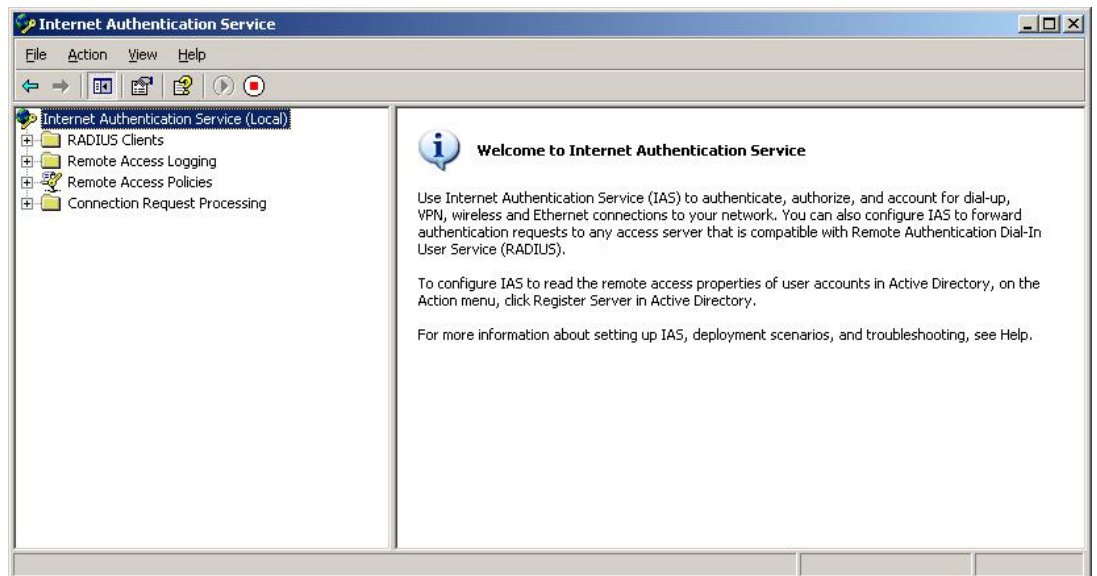 Internet Authentication Service
File Action View Help
Internet Authentication Service (Local)
RADIUS Clients
Remote Access Logging
Remote Access Policies
Connection Request Processing
Welcome to Internet Authentication Service
Use Internet Authentication Service (IAS) to authenticate, authorize, and account for dial-up,
VPN, wireless and Ethernet connections to your network. You can also configure IAS to forward
authentication requests to any access server that is compatible with Remote Authentication Dial-In
User Service (RADIUS).
To configure IAS to read the remote access properties of user accounts in Active Directory, on the
Action menu, click Register Server in Active Directory.
For more information about setting up IAS, deployment scenarios, and troubleshooting, see Help.